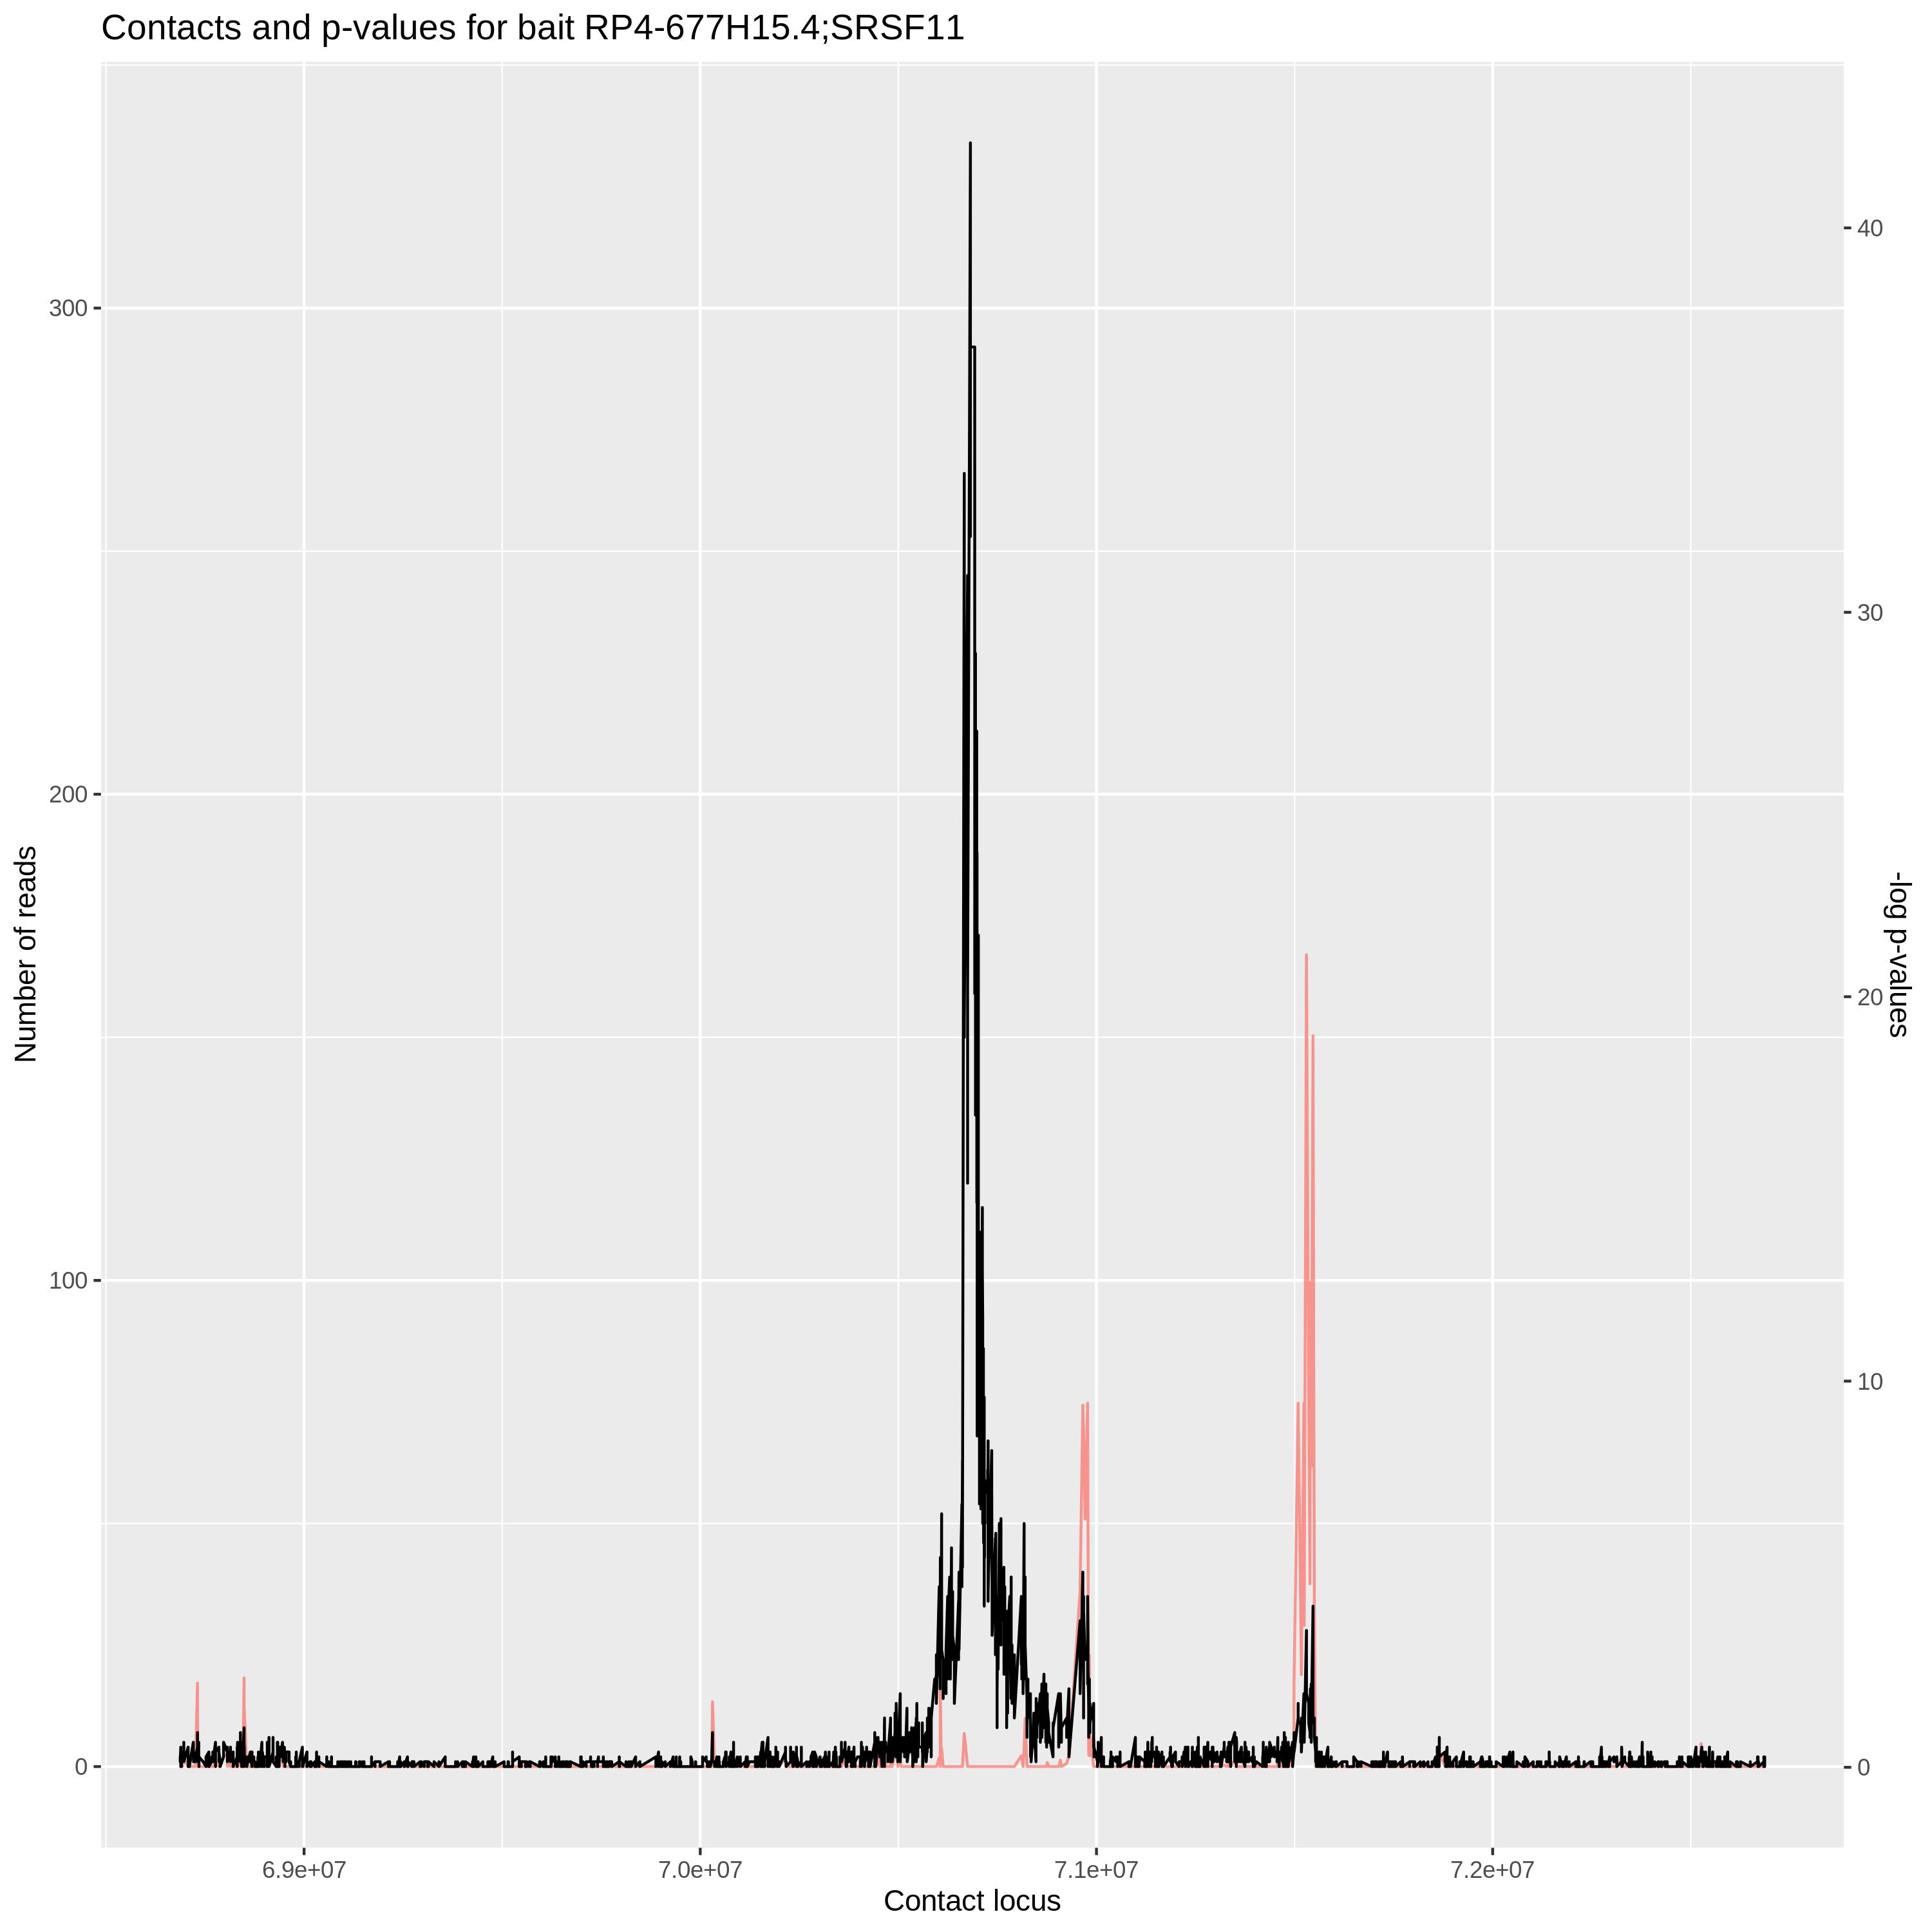 Contacts and p-values for bait RP4-677H15.4;SRSF11
300
200
100
0
Number of reads
40
30
20
10
0
-log p-values
6.9e+07
7.0e+07
7.1e+07
7.2e+07
Contact locus